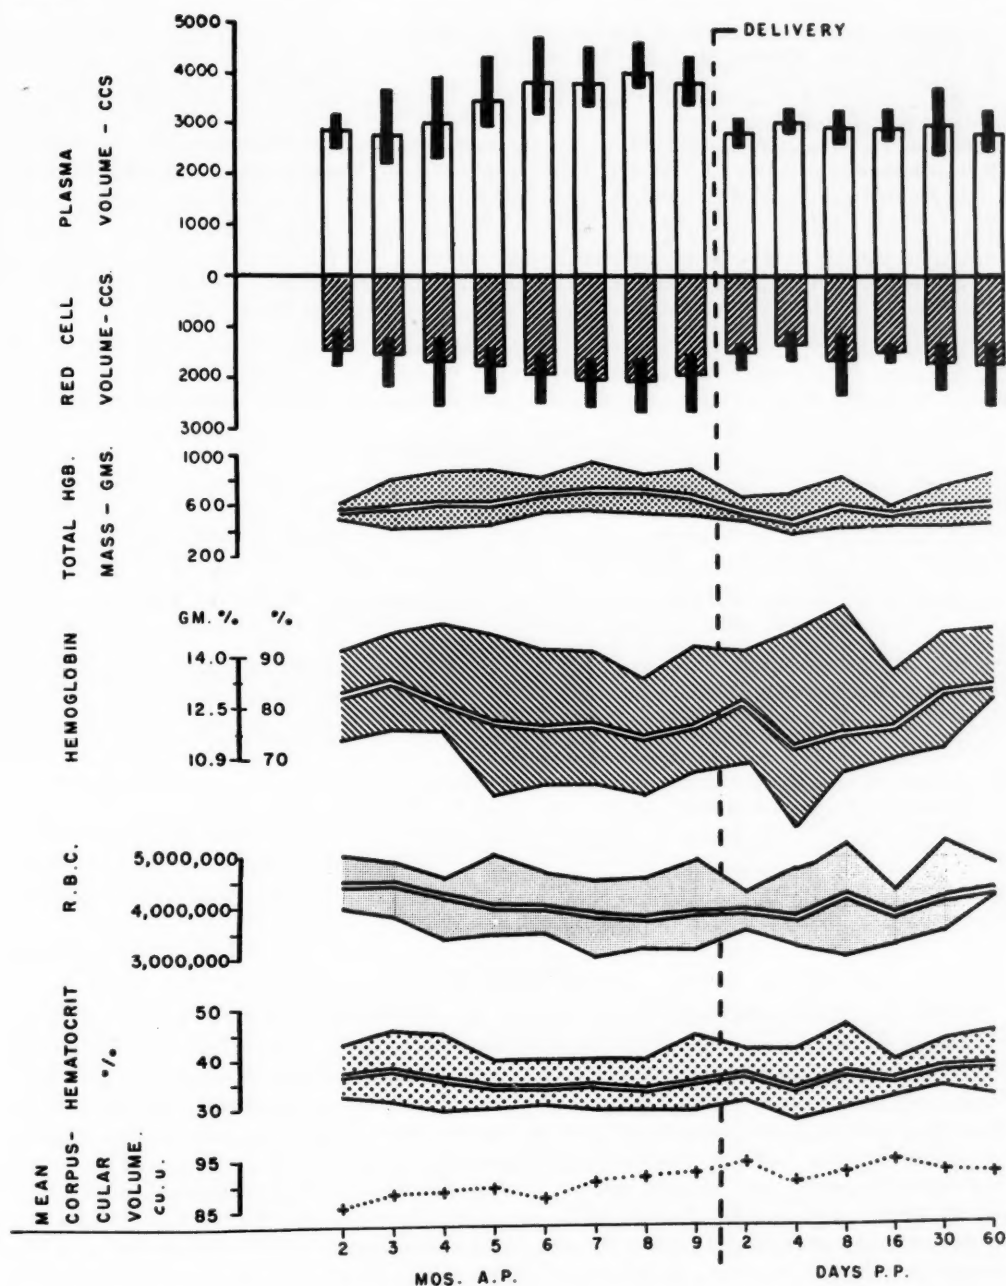 DELIVERY
PLASMA
VOLUME - CCS
5000
4000
3000
2000
1000
0
RED CELL
VOLUME-CCS.
1000
2000
3000
TOTAL HGB.
MASS - GMS.
1000
600
200
HEMOGLOBIN
GM. % %
14.0 90
12.5 80
10.9 70
R.B.C.
5,000,000
4,000,000
3,000,000
HEMATOCRIT
%
50
40
30
MEAN
CORPUS-
CULAR
VOLUME.
CU. U.
95
85
2 3 4 5 6 7 8 9 2 4 8 16 30 60
MOS. A.P. DAYS P.P.